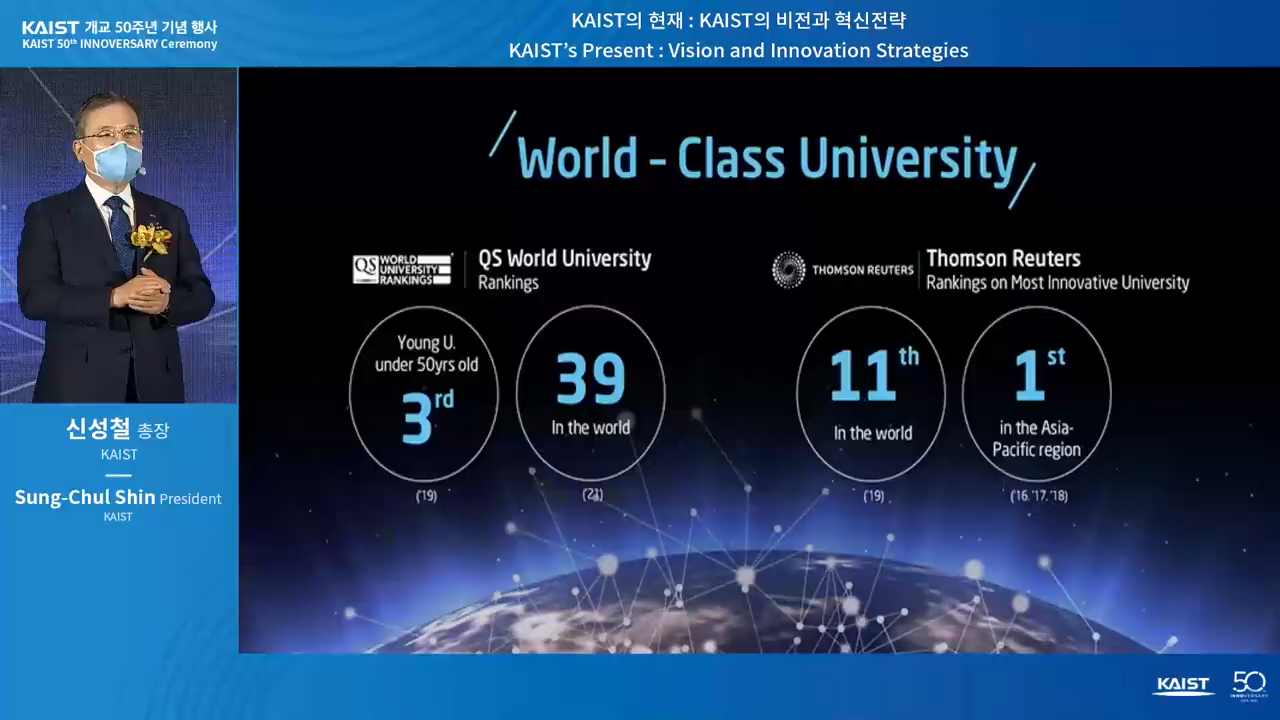 KAIST 개교 50주년 기념 행사
KAIST 50th INNOVERSARY Ceremony
KAIST의 현재 : KAIST의 비전과 혁신전략
KAIST's Present : Vision and Innovation Strategies
World - Class University
QS WORLD UNIVERSITY RANKINGS
QS World University
Rankings
THOMSON REUTERS
Thomson Reuters
Rankings on Most Innovative University
Young U.
under 50yrs old
3rd
('19)
39
In the world
('21)
11th
In the world
('19)
1st
in the Asia-
Pacific region
('16, '17, '18)
신성철 총장
KAIST
Sung-Chul Shin President
KAIST
KAIST
50
INNOVERSARY